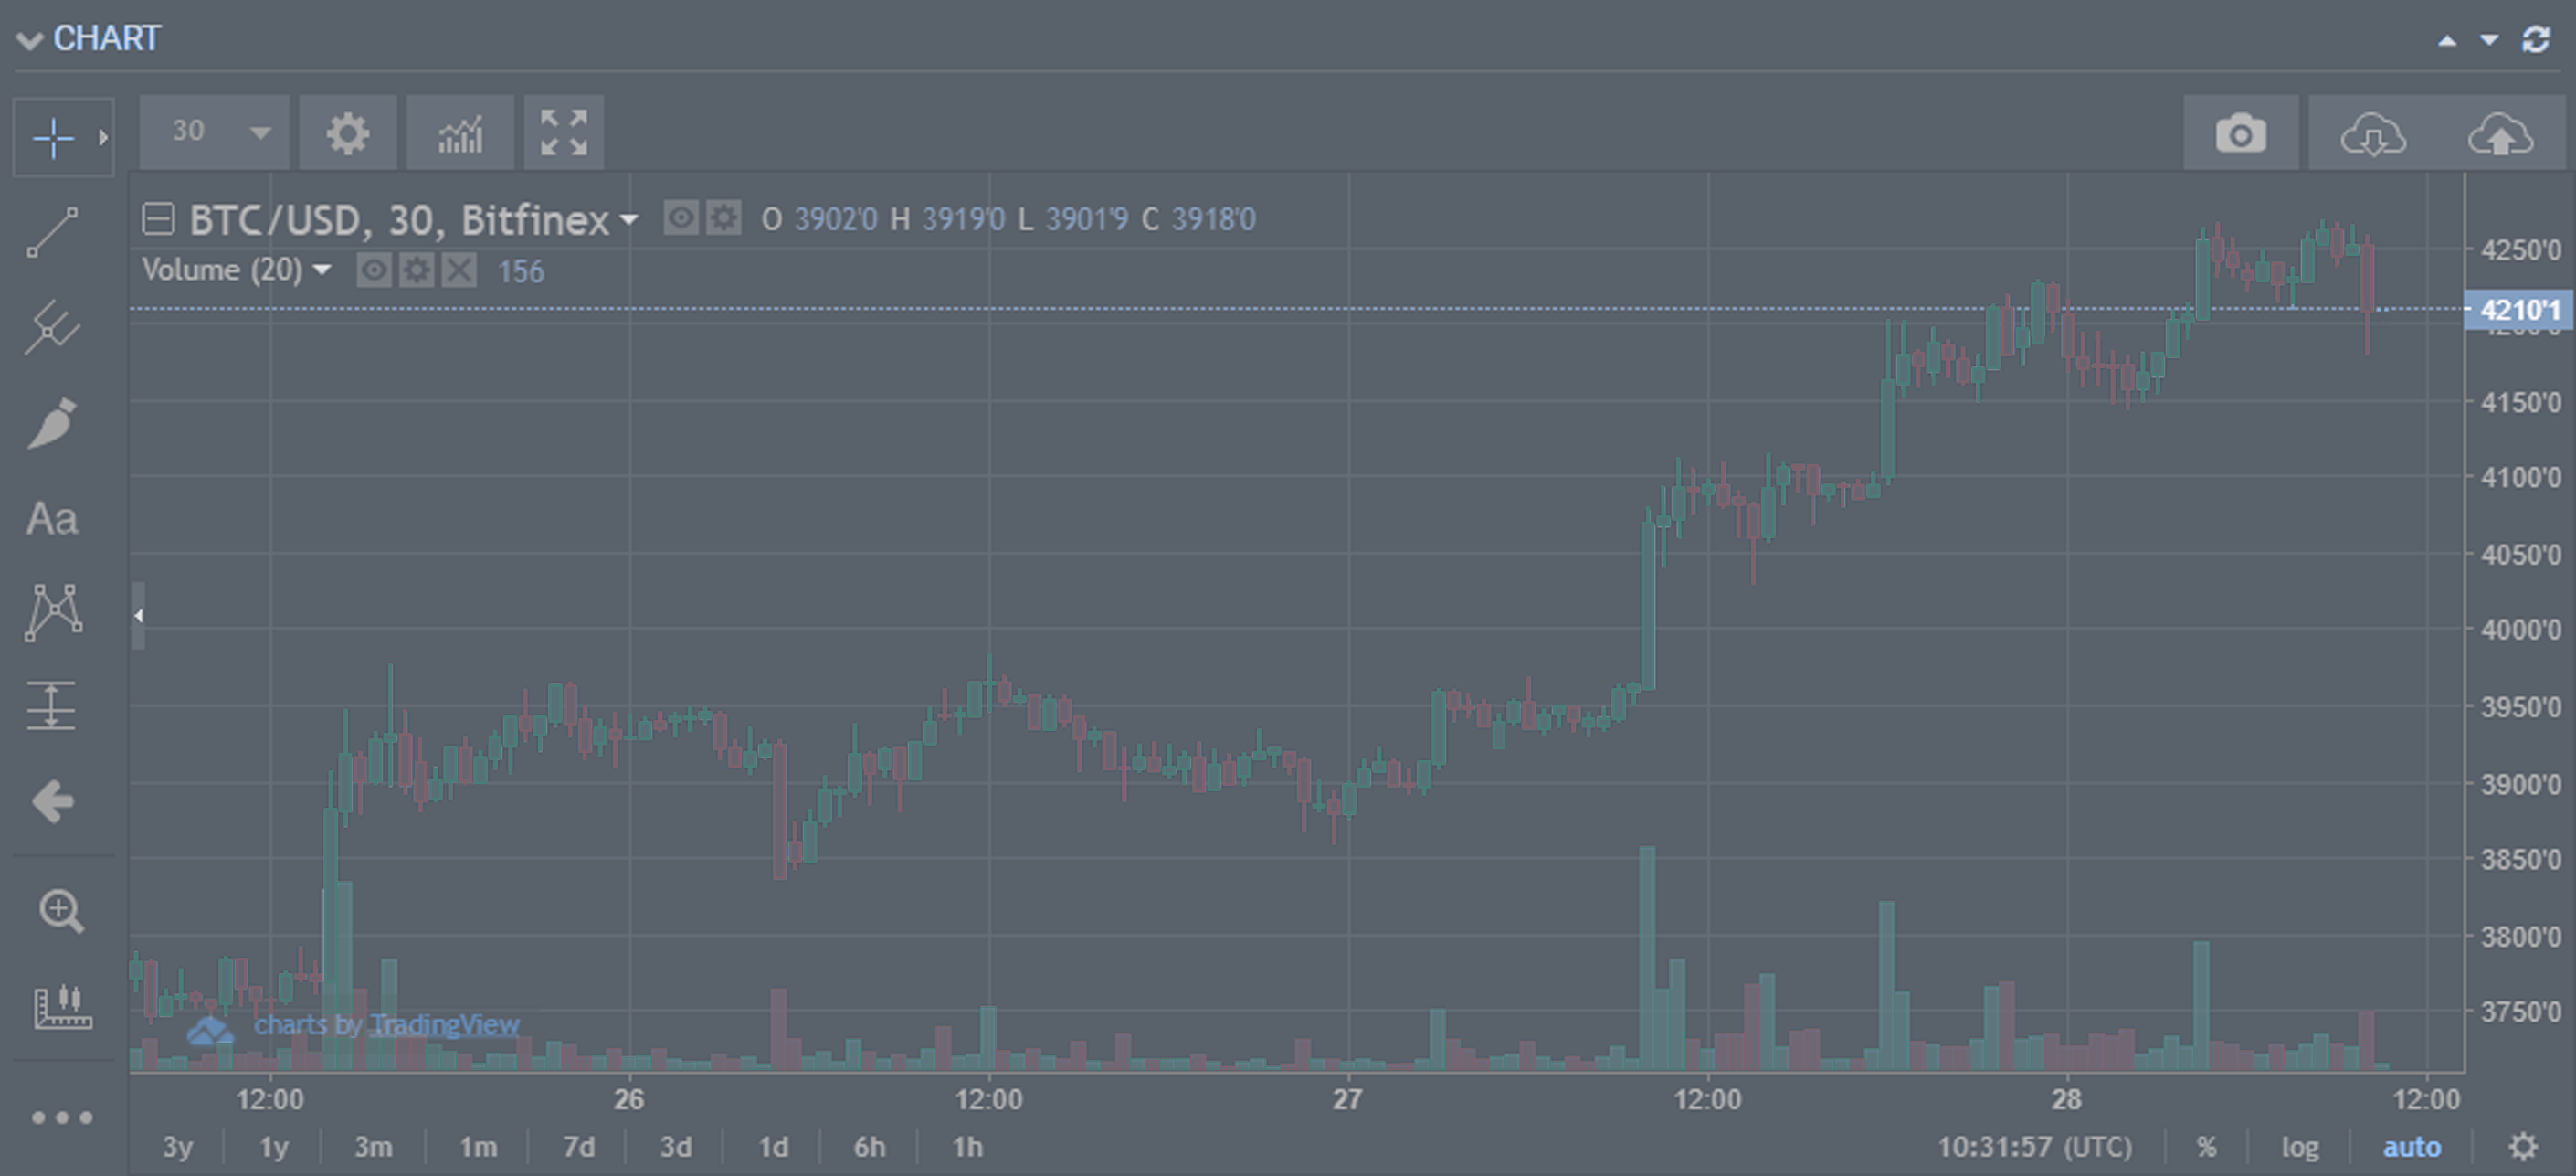 CHART
30
BTC/USD, 30, Bitfinex O 3902'0 H 3919'0 L 3901'9 C 3918'0
Volume (20) 156
4250'0
4210'1
4150'0
4100'0
4050'0
4000'0
3950'0
3900'0
3850'0
3800'0
3750'0
Aa
charts by TradingView
12:00 26 12:00 27 12:00 28 12:00
3y 1y 3m 1m 7d 3d 1d 6h 1h 10:31:57 (UTC) % log auto